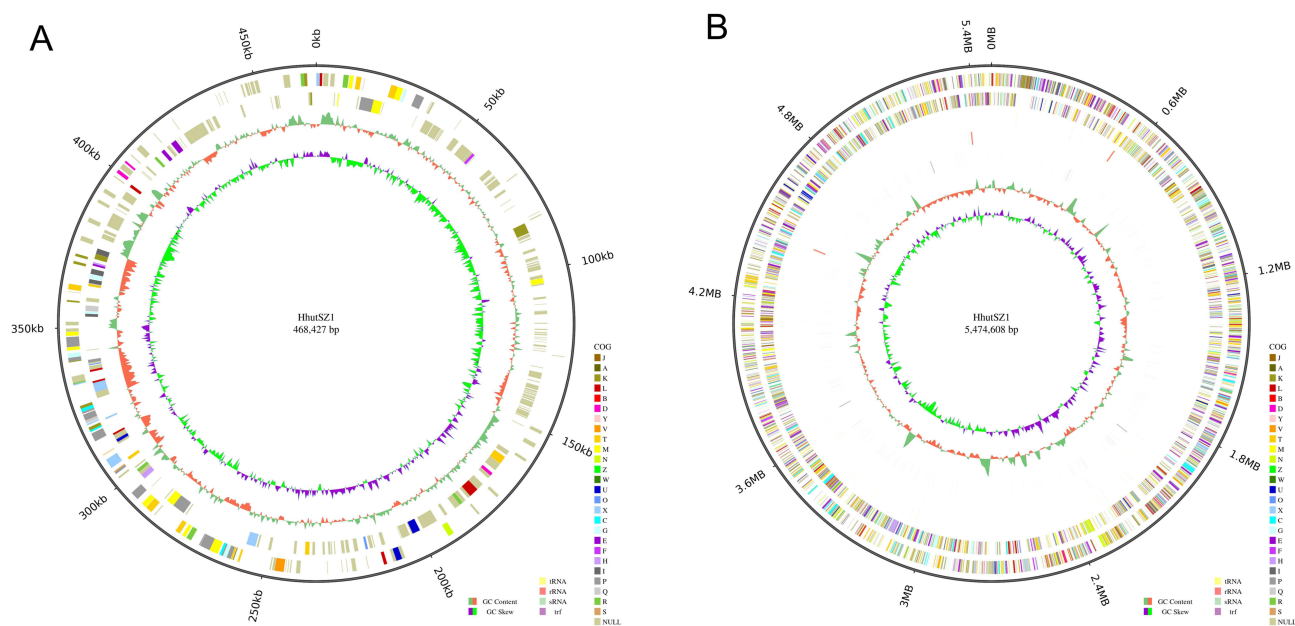 A
0kb
50kb
100kb
150kb
200kb
250kb
300kb
350kb
400kb
450kb
HhutSZ1
468,427 bp
COG
J
A
K
L
B
D
Y
V
T
M
N
Z
W
U
O
X
C
G
E
F
H
I
P
Q
R
S
NULL
tRNA
rRNA
sRNA
trf
GC Content
GC Skew
B
0MB
0.6MB
1.2MB
1.8MB
2.4MB
3MB
3.6MB
4.2MB
4.8MB
5.4MB
HhutSZ1
5,474,608 bp
COG
J
A
K
L
B
D
Y
V
T
M
N
Z
W
U
O
X
C
G
E
F
H
I
P
Q
R
S
NULL
tRNA
rRNA
sRNA
trf
GC Content
GC Skew